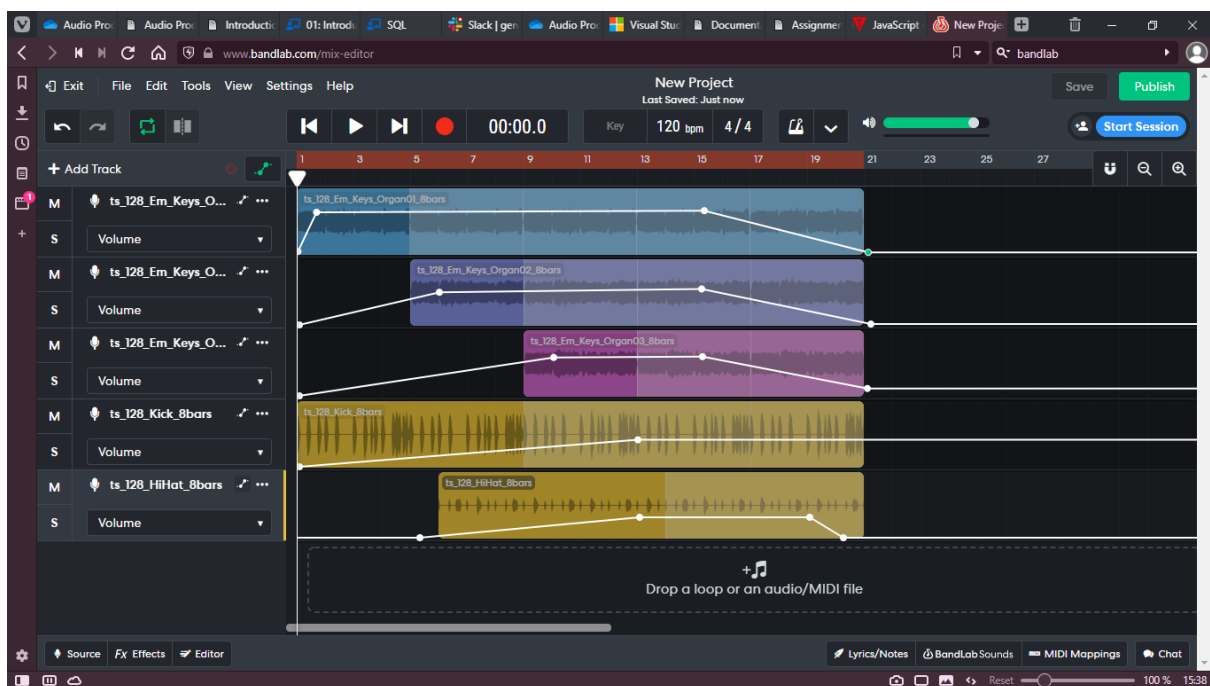 Audio Proc Audio Proc Introductio 01: Introdu SQL Slack | gen Audio Proc Visual Stuc Document Assignmer JavaScript New Proje
www.bandlab.com/mix-editor bandlab
Exit File Edit Tools View Settings Help New Project Save Publish
Last Saved: Just now
00:00.0 Key 120 bpm 4 / 4 Start Session
+ Add Track 1 3 5 7 9 11 13 15 17 19 21 23 25 27
M ts_128_Em_Keys_O... ts_128_Em_Keys_Organ01_8bars
S Volume
M ts_128_Em_Keys_O... ts_128_Em_Keys_Organ02_8bars
S Volume
M ts_128_Em_Keys_O... ts_128_Em_Keys_Organ03_8bars
S Volume
M ts_128_Kick_8bars ts_128_Kick_8bars
S Volume
M ts_128_HiHat_8bars ts_128_HiHat_8bars
S Volume
Drop a loop or an audio/MIDI file
Source Fx Effects Editor Lyrics/Notes BandLab Sounds MIDI Mappings Chat
Reset 100 % 15:38